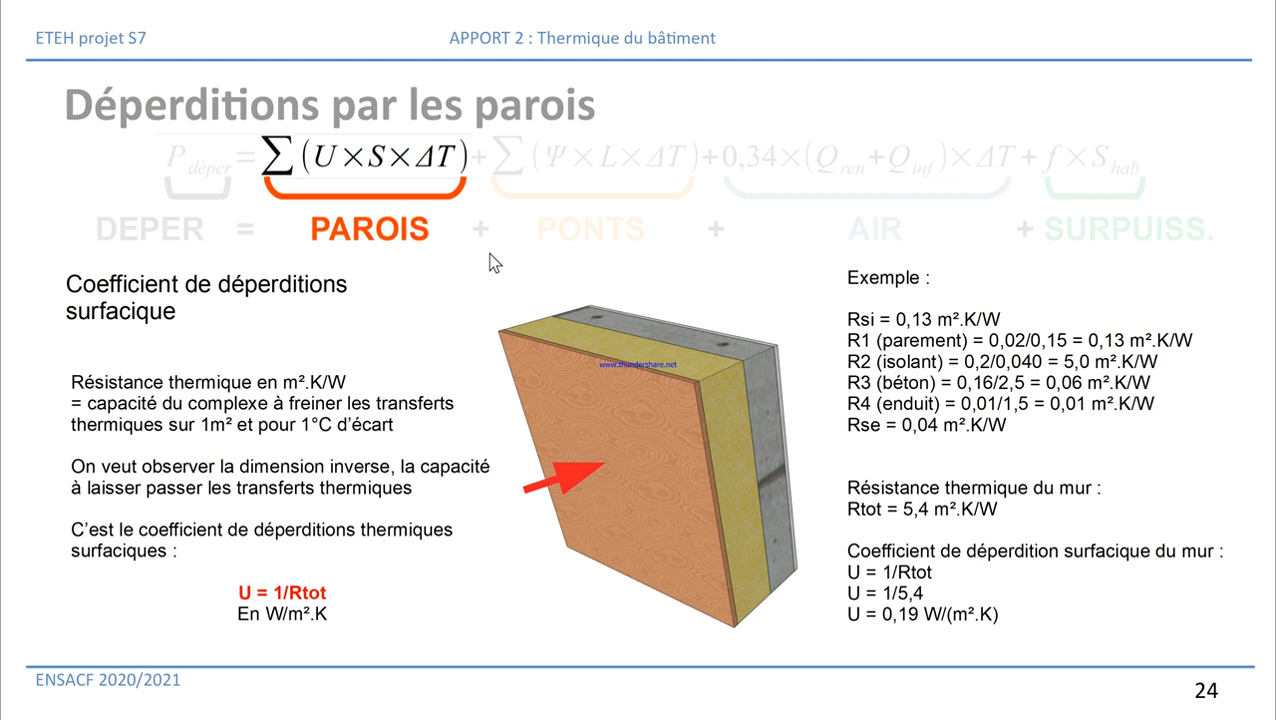 ETEH projet S7
APPORT 2 : Thermique du bâtiment
Déperditions par les parois
P déper = ∑ (U×S×ΔT) + ∑ (Ψ×L×ΔT) + 0,34×(Q ren + Q inf)×ΔT + f×S hab
DEPER = PAROIS + PONTS + AIR + SURPUISS.
Coefficient de déperditions
surfacique
Résistance thermique en m².K/W
= capacité du complexe à freiner les transferts
thermiques sur 1m² et pour 1°C d’écart
On veut observer la dimension inverse, la capacité
à laisser passer les transferts thermiques
C’est le coefficient de déperditions thermiques
surfaciques :
U = 1/Rtot
En W/m².K
www.thundershare.net
Exemple :
Rsi = 0,13 m².K/W
R1 (parement) = 0,02/0,15 = 0,13 m².K/W
R2 (isolant) = 0,2/0,040 = 5,0 m².K/W
R3 (béton) = 0,16/2,5 = 0,06 m².K/W
R4 (enduit) = 0,01/1,5 = 0,01 m².K/W
Rse = 0,04 m².K/W
Résistance thermique du mur :
Rtot = 5,4 m².K/W
Coefficient de déperdition surfacique du mur :
U = 1/Rtot
U = 1/5,4
U = 0,19 W/(m².K)
ENSACF 2020/2021
24